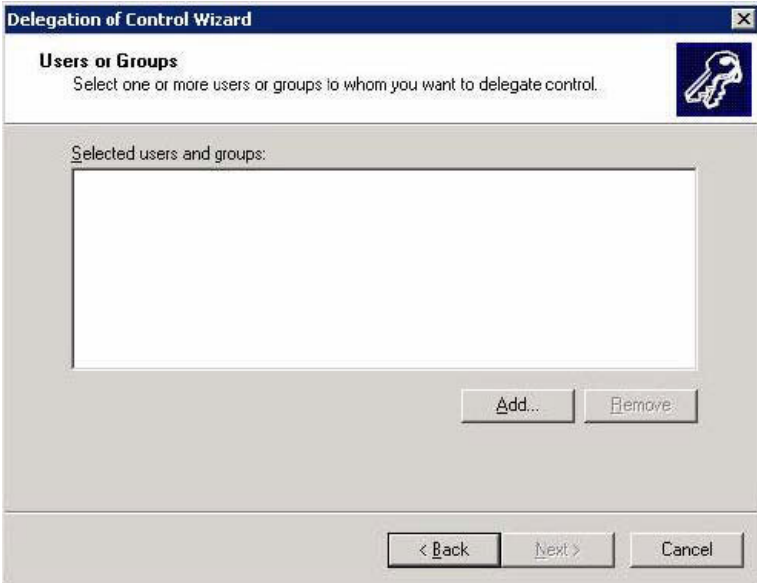 Delegation of Control Wizard
Users or Groups
Select one or more users or groups to whom you want to delegate control.
Selected users and groups:
Add...
Remove
< Back
Next >
Cancel